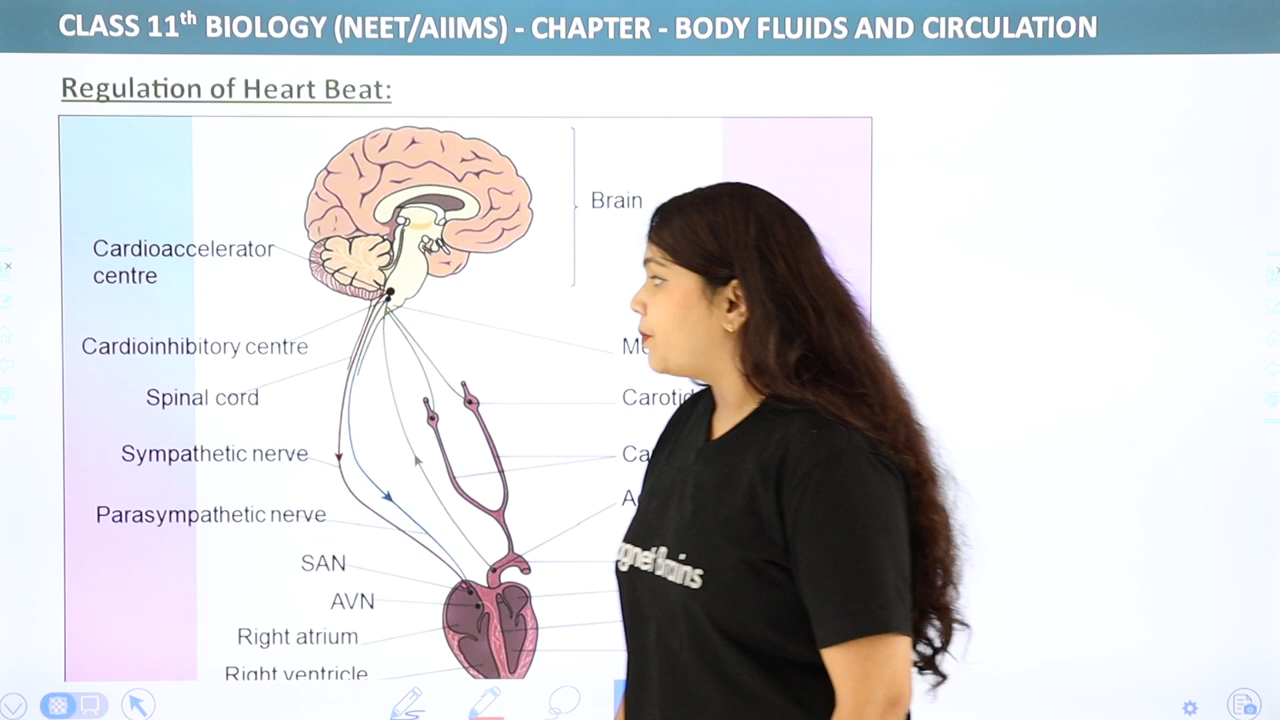 CLASS 11th BIOLOGY (NEET/AIIMS) - CHAPTER - BODY FLUIDS AND CIRCULATION
Regulation of Heart Beat:
Brain
Cardioaccelerator
centre
Cardioinhibitory centre
Spinal cord
Carotid
Sympathetic nerve
Parasympathetic nerve
SAN
AVN
Right atrium
Right ventricle